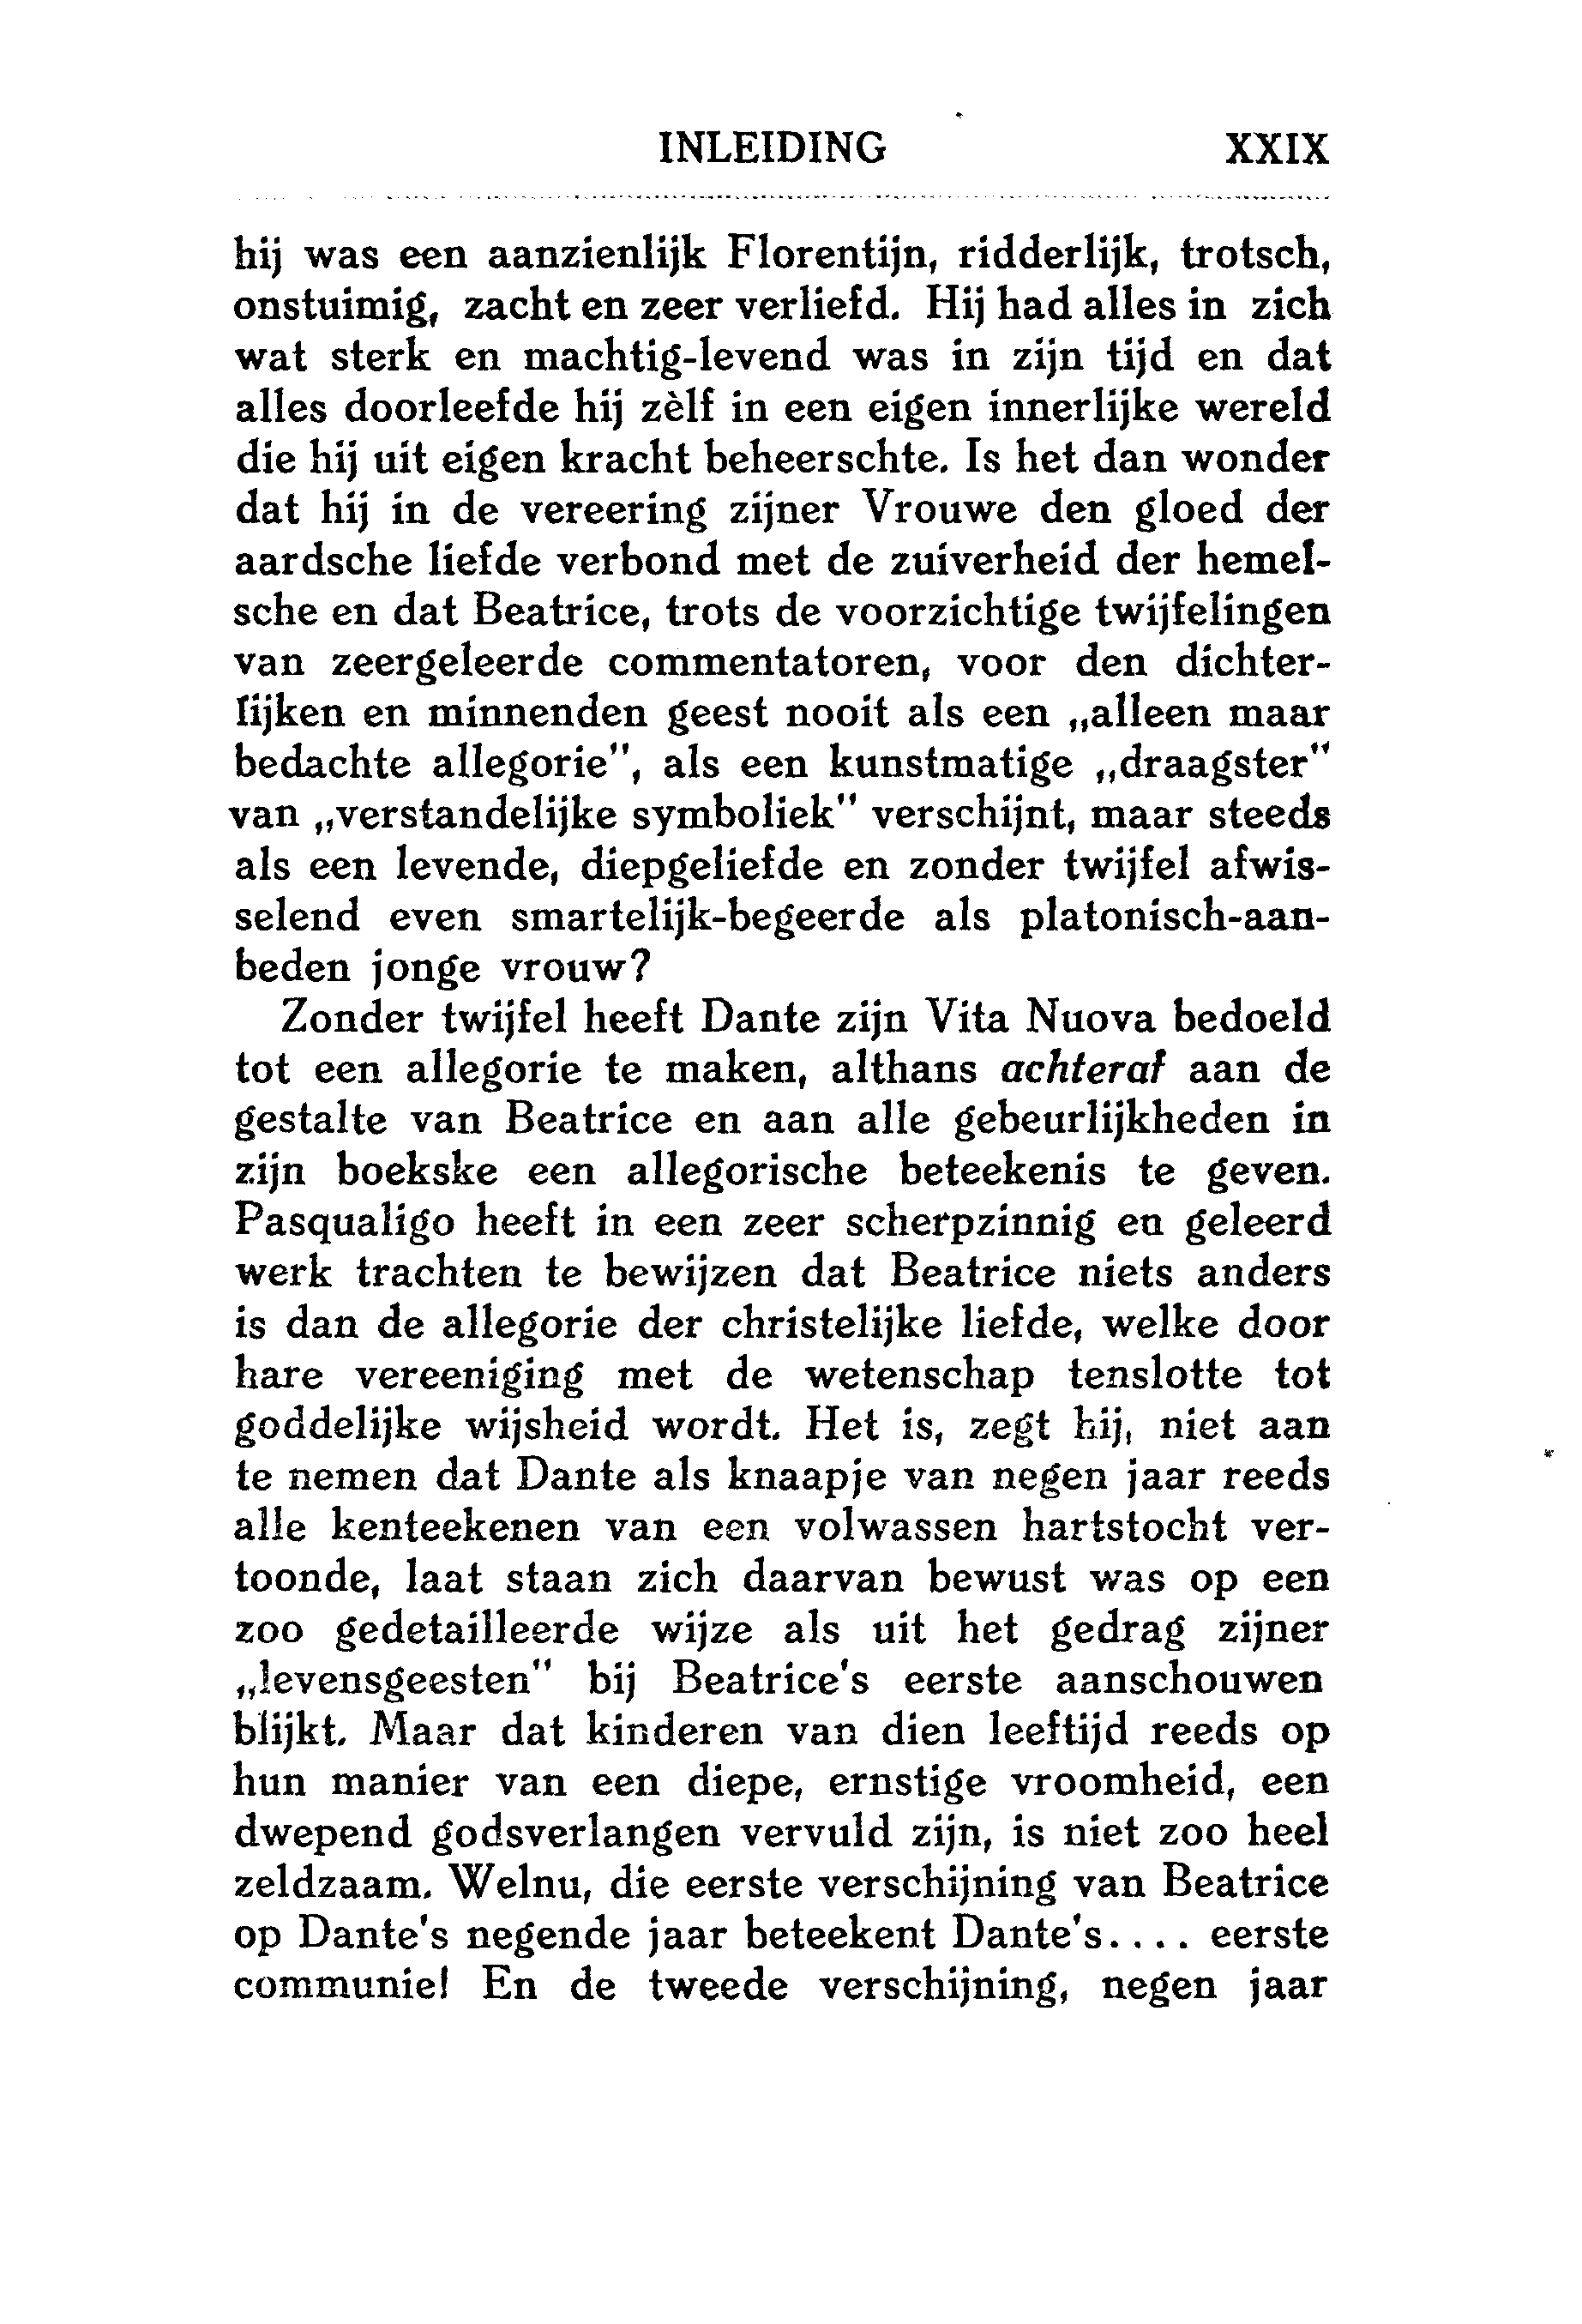 INLEIDING XXIX
hij was een aanzienlijk Florentijn, ridderlijk, trotsch,
onstuimig, zacht en zeer verliefd. Hij had alles in zich
wat sterk en machtig-levend was in zijn tijd en dat
alles doorleefde hij zèlf in een eigen innerlijke wereld
die hij uit eigen kracht beheerschte. Is het dan wonder
dat hij in de vereering zijner Vrouwe den gloed der
aardsche liefde verbond met de zuiverheid der hemel-
sche en dat Beatrice, trots de voorzichtige twijfelingen
van zeergeleerde commentatoren, voor den dichter-
lijken en minnenden geest nooit als een „alleen maar
bedachte allegorie", als een kunstmatige „draagster"
van „verstandelijke symboliek" verschijnt, maar steeds
als een levende, diepgeliefde en zonder twijfel afwis-
selend even smartelijk-begeerde als platonisch-aan-
beden jonge vrouw?
Zonder twijfel heeft Dante zijn Vita Nuova bedoeld
tot een allegorie te maken, althans achteraf aan de
gestalte van Beatrice en aan alle gebeurlijkheden in
zijn boekske een allegorische beteekenis te geven.
Pasqualigo heeft in een zeer scherpzinnig en geleerd
werk trachten te bewijzen dat Beatrice niets anders
is dan de allegorie der christelijke liefde, welke door
hare vereeniging met de wetenschap tenslotte tot
goddelijke wijsheid wordt. Het is, zegt hij, niet aan
te nemen dat Dante als knaapje van negen jaar reeds
alle kenteekenen van een volwassen hartstocht ver-
toonde, laat staan zich daarvan bewust was op een
zoo gedetailleerde wijze als uit het gedrag zijner
„levensgeesten" bij Beatrice's eerste aanschouwen
blijkt. Maar dat kinderen van dien leeftijd reeds op
hun manier van een diepe, ernstige vroomheid, een
dwepend godsverlangen vervuld zijn, is niet zoo heel
zeldzaam. Welnu, die eerste verschijning van Beatrice
op Dante's negende jaar beteekent Dante's.... eerste
communie! En de tweede verschijning, negen jaar